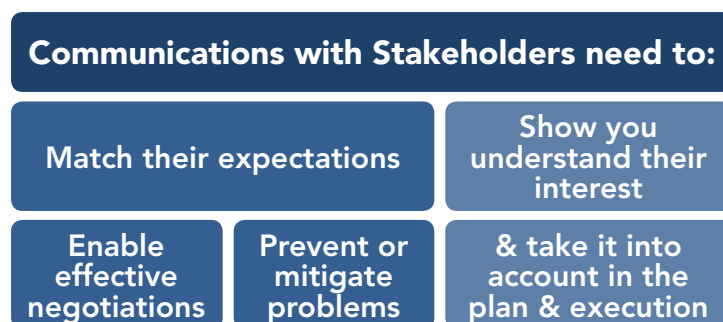 Communications with Stakeholders need to:
Match their expectations
Show you
understand their
interest
Enable
effective
negotiations
Prevent or
mitigate
problems
& take it into
account in the
plan & execution